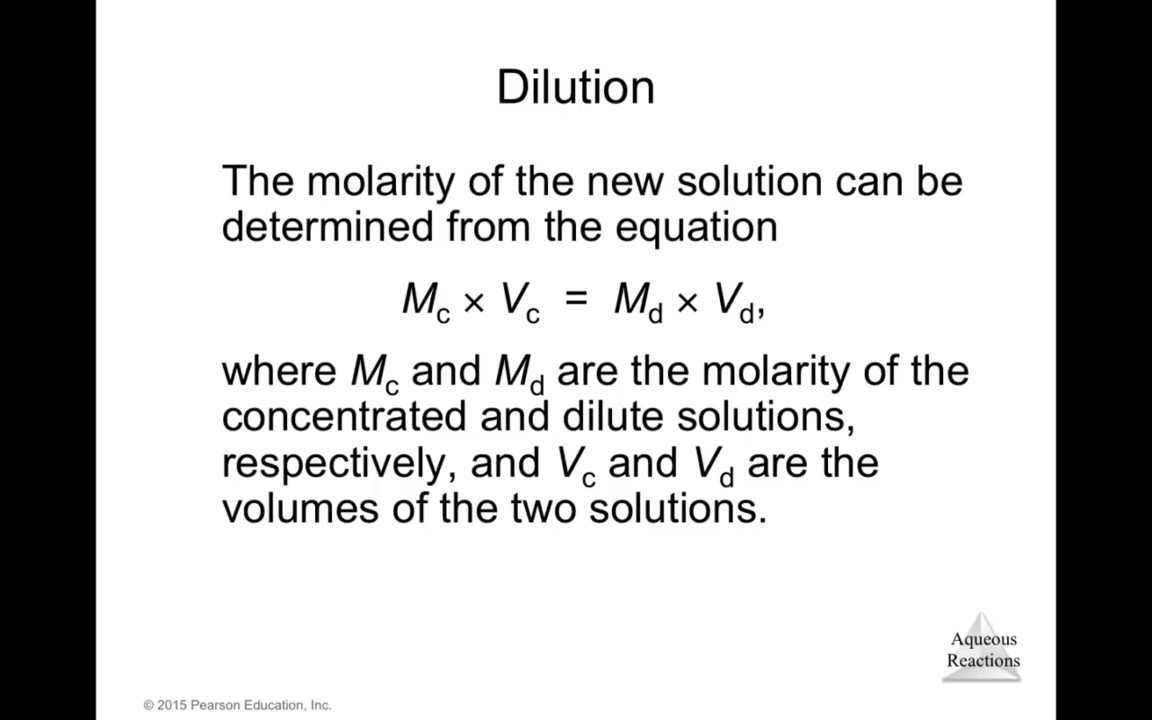 Dilution
The molarity of the new solution can be
determined from the equation
Mc × Vc = Md × Vd,
where Mc and Md are the molarity of the
concentrated and dilute solutions,
respectively, and Vc and Vd are the
volumes of the two solutions.
Aqueous
Reactions
© 2015 Pearson Education, Inc.